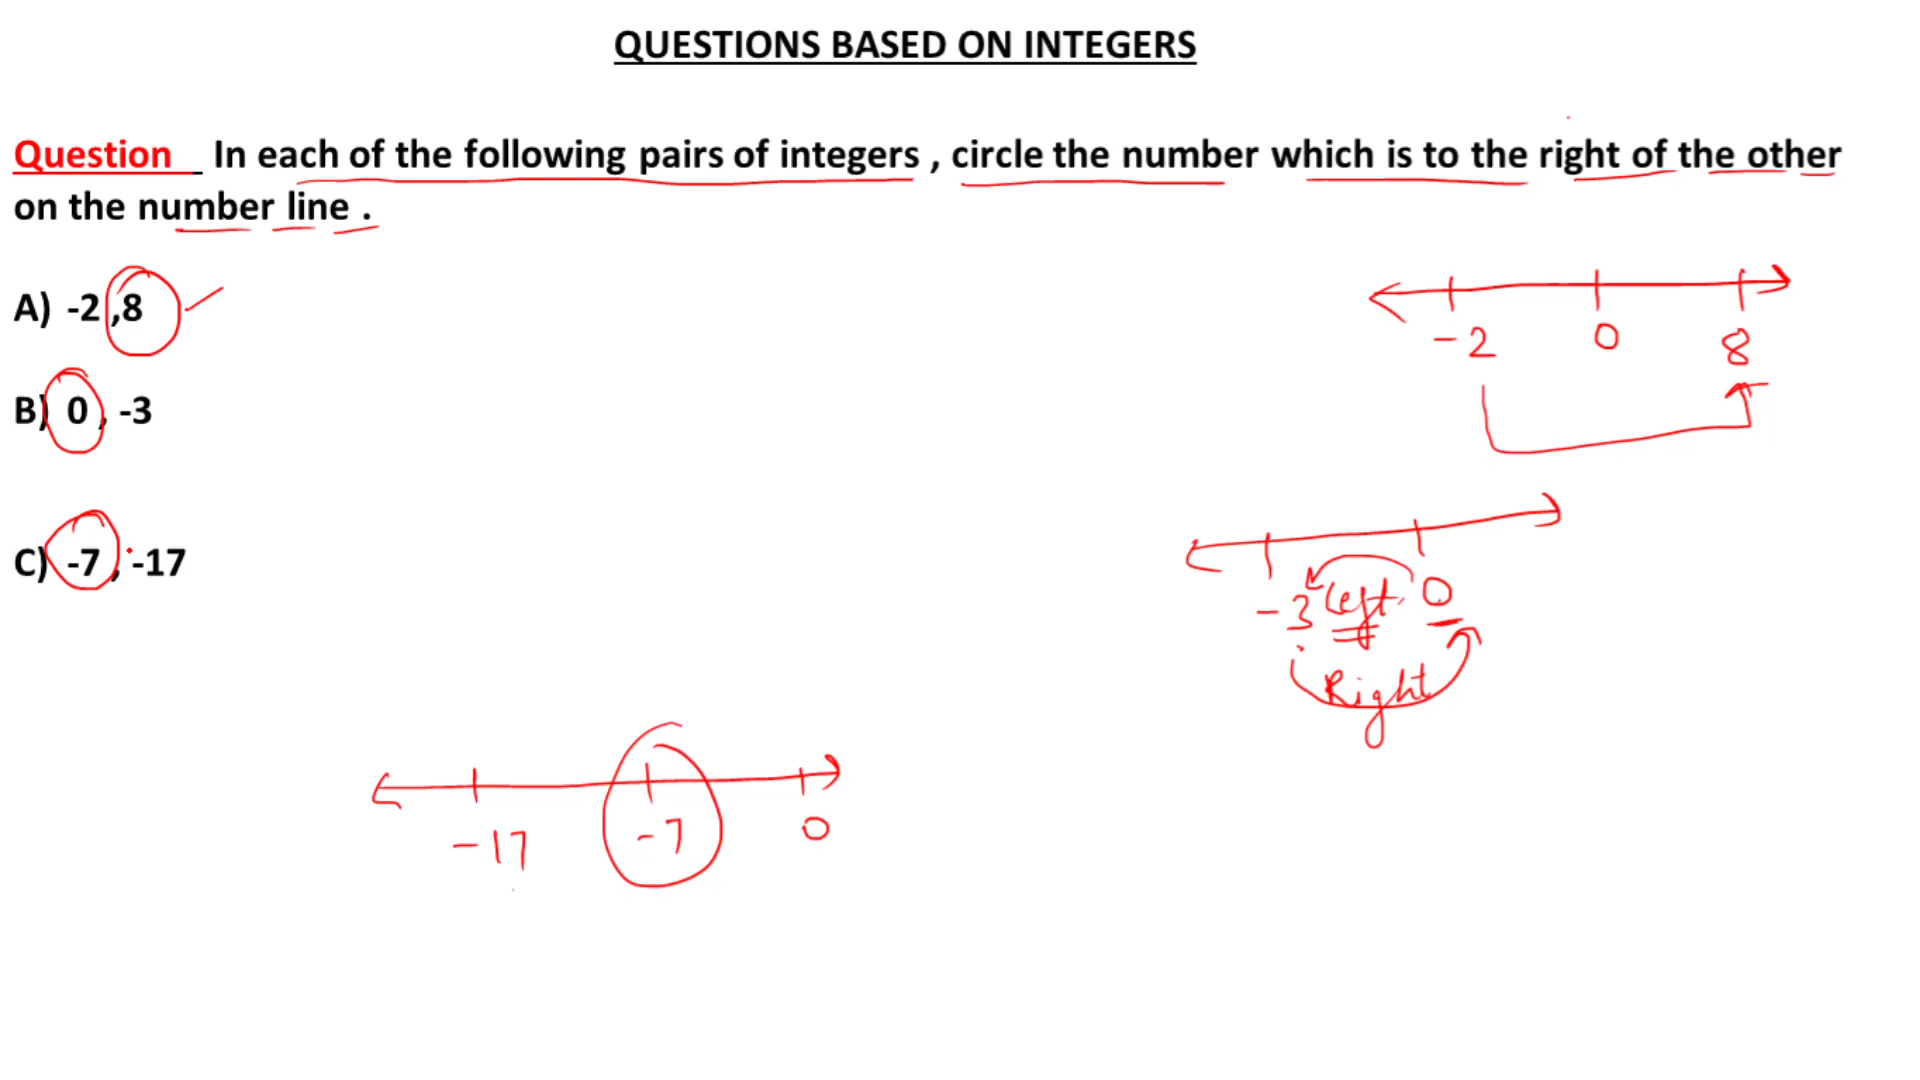 QUESTIONS BASED ON INTEGERS
Question In each of the following pairs of integers , circle the number which is to the right of the other
on the number line .
A) -2 ,8
-2 0 8
B) 0 , -3
C) -7 , -17
-3 Left 0
Right
-17 -7 0